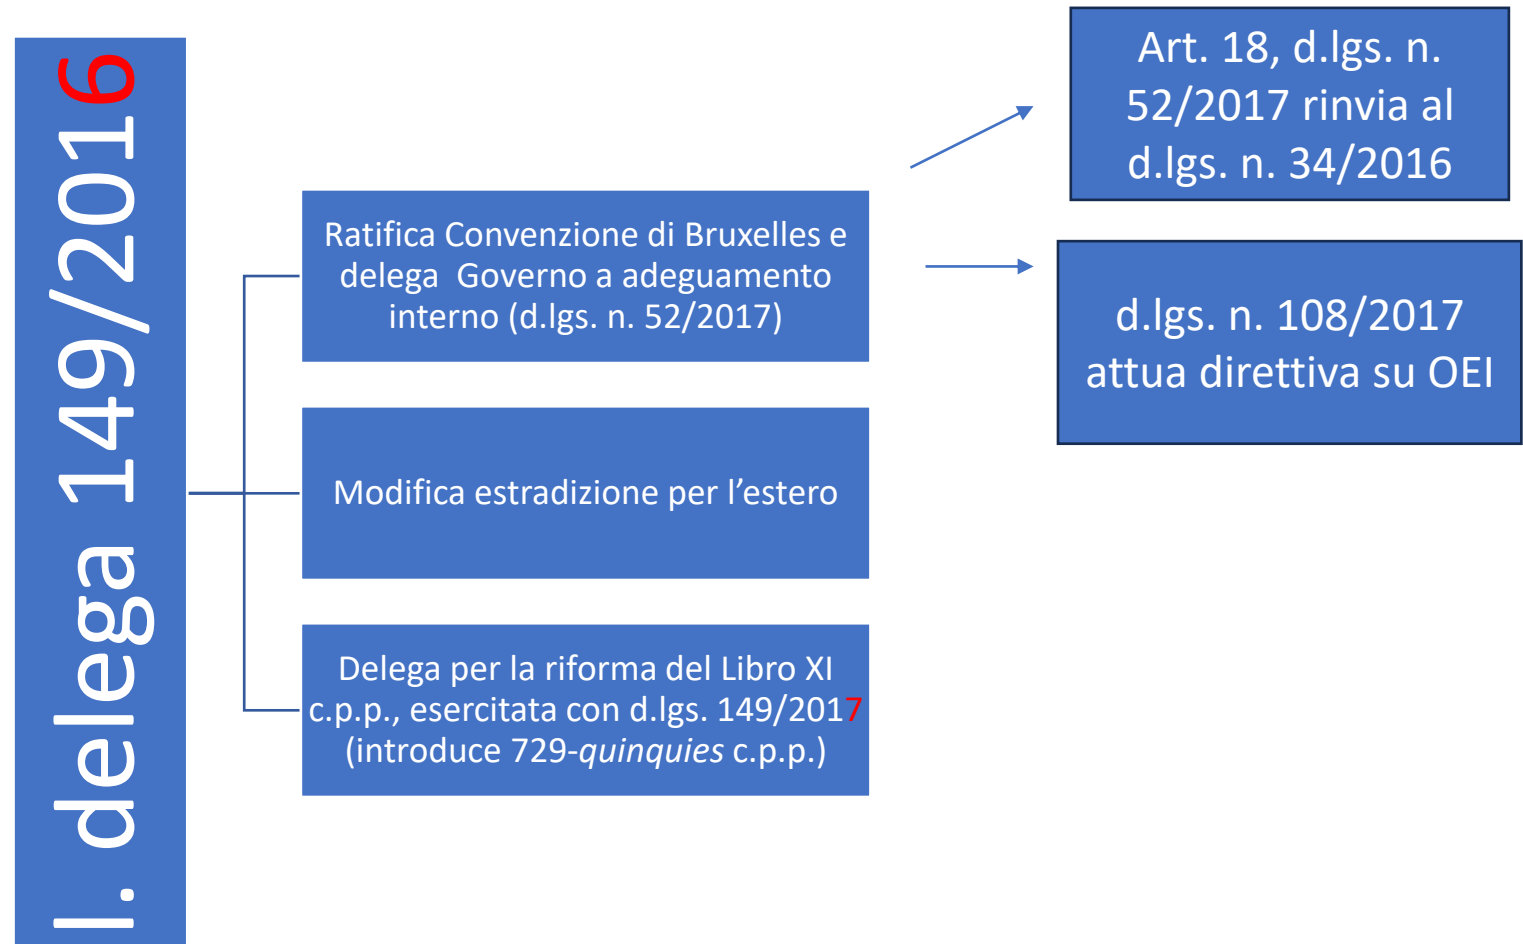 l. delega 149/2016
Ratifica Convenzione di Bruxelles e
delega Governo a adeguamento
interno (d.lgs. n. 52/2017)
Modifica estradizione per l’estero
Delega per la riforma del Libro XI
c.p.p., esercitata con d.lgs. 149/2017
(introduce 729-quinquies c.p.p.)
Art. 18, d.lgs. n.
52/2017 rinvia al
d.lgs. n. 34/2016
d.lgs. n. 108/2017
attua direttiva su OEI